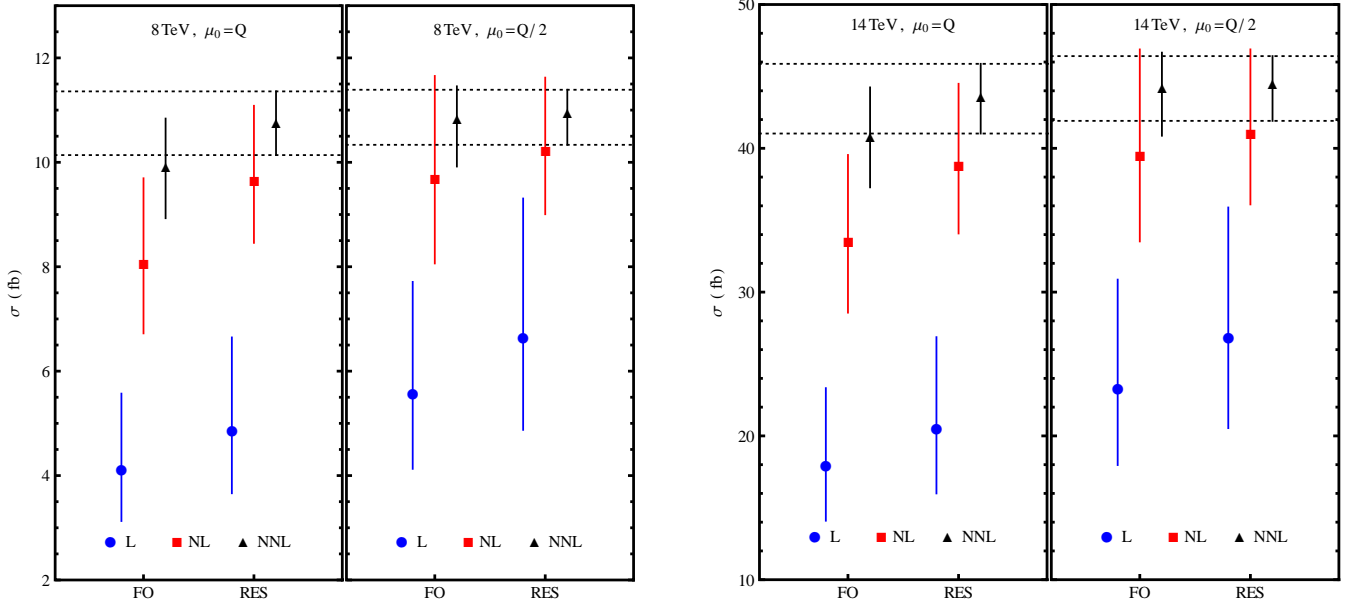 8 TeV, μ₀=Q
8 TeV, μ₀=Q/2
12
10
8
6
4
2
σ (fb)
L NL NNL
L NL NNL
FO RES
FO RES
14 TeV, μ₀=Q
14 TeV, μ₀=Q/2
50
40
30
20
10
σ (fb)
L NL NNL
L NL NNL
FO RES
FO RES